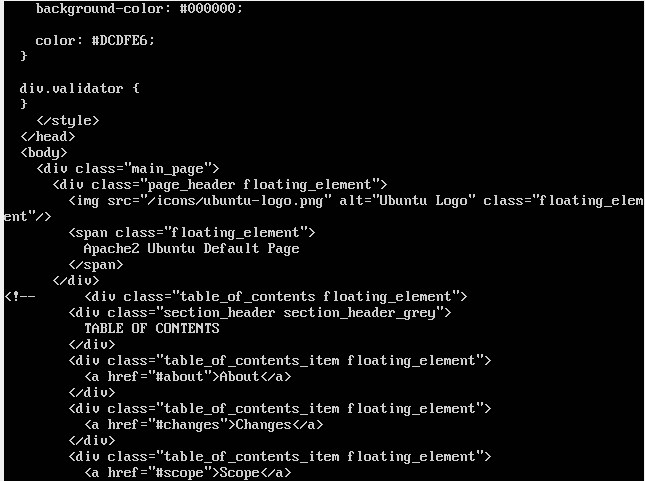 background-color: #000000;

    color: #DCDFE6;
  }

  div.validator {
  }
    </style>
  </head>
  <body>
    <div class="main_page">
      <div class="page_header floating_element">
        <img src="/icons/ubuntu-logo.png" alt="Ubuntu Logo" class="floating_elem
ent"/>
        <span class="floating_element">
          Apache2 Ubuntu Default Page
        </span>
      </div>
<!--      <div class="table_of_contents floating_element">
        <div class="section_header section_header_grey">
          TABLE OF CONTENTS
        </div>
        <div class="table_of_contents_item floating_element">
          <a href="#about">About</a>
        </div>
        <div class="table_of_contents_item floating_element">
          <a href="#changes">Changes</a>
        </div>
        <div class="table_of_contents_item floating_element">
          <a href="#scope">Scope</a>